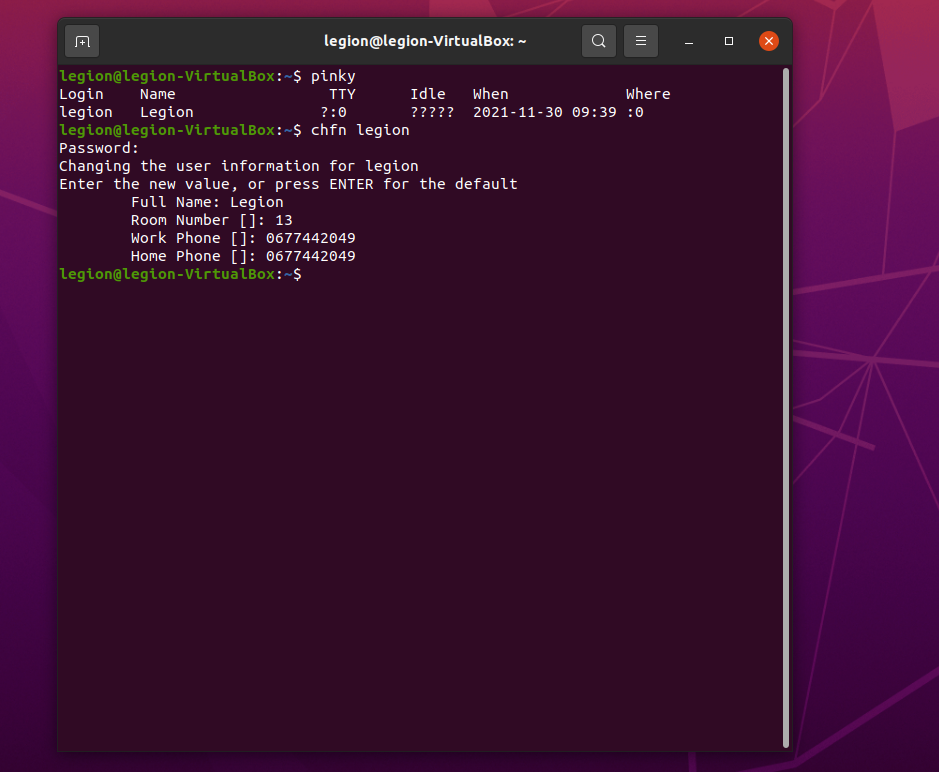 legion@legion-VirtualBox: ~
legion@legion-VirtualBox:~$ pinky
Login    Name                 TTY      Idle   When             Where
legion   Legion              ?:0       ?????  2021-11-30 09:39 :0
legion@legion-VirtualBox:~$ chfn legion
Password:
Changing the user information for legion
Enter the new value, or press ENTER for the default
        Full Name: Legion
        Room Number []: 13
        Work Phone []: 0677442049
        Home Phone []: 0677442049
legion@legion-VirtualBox:~$